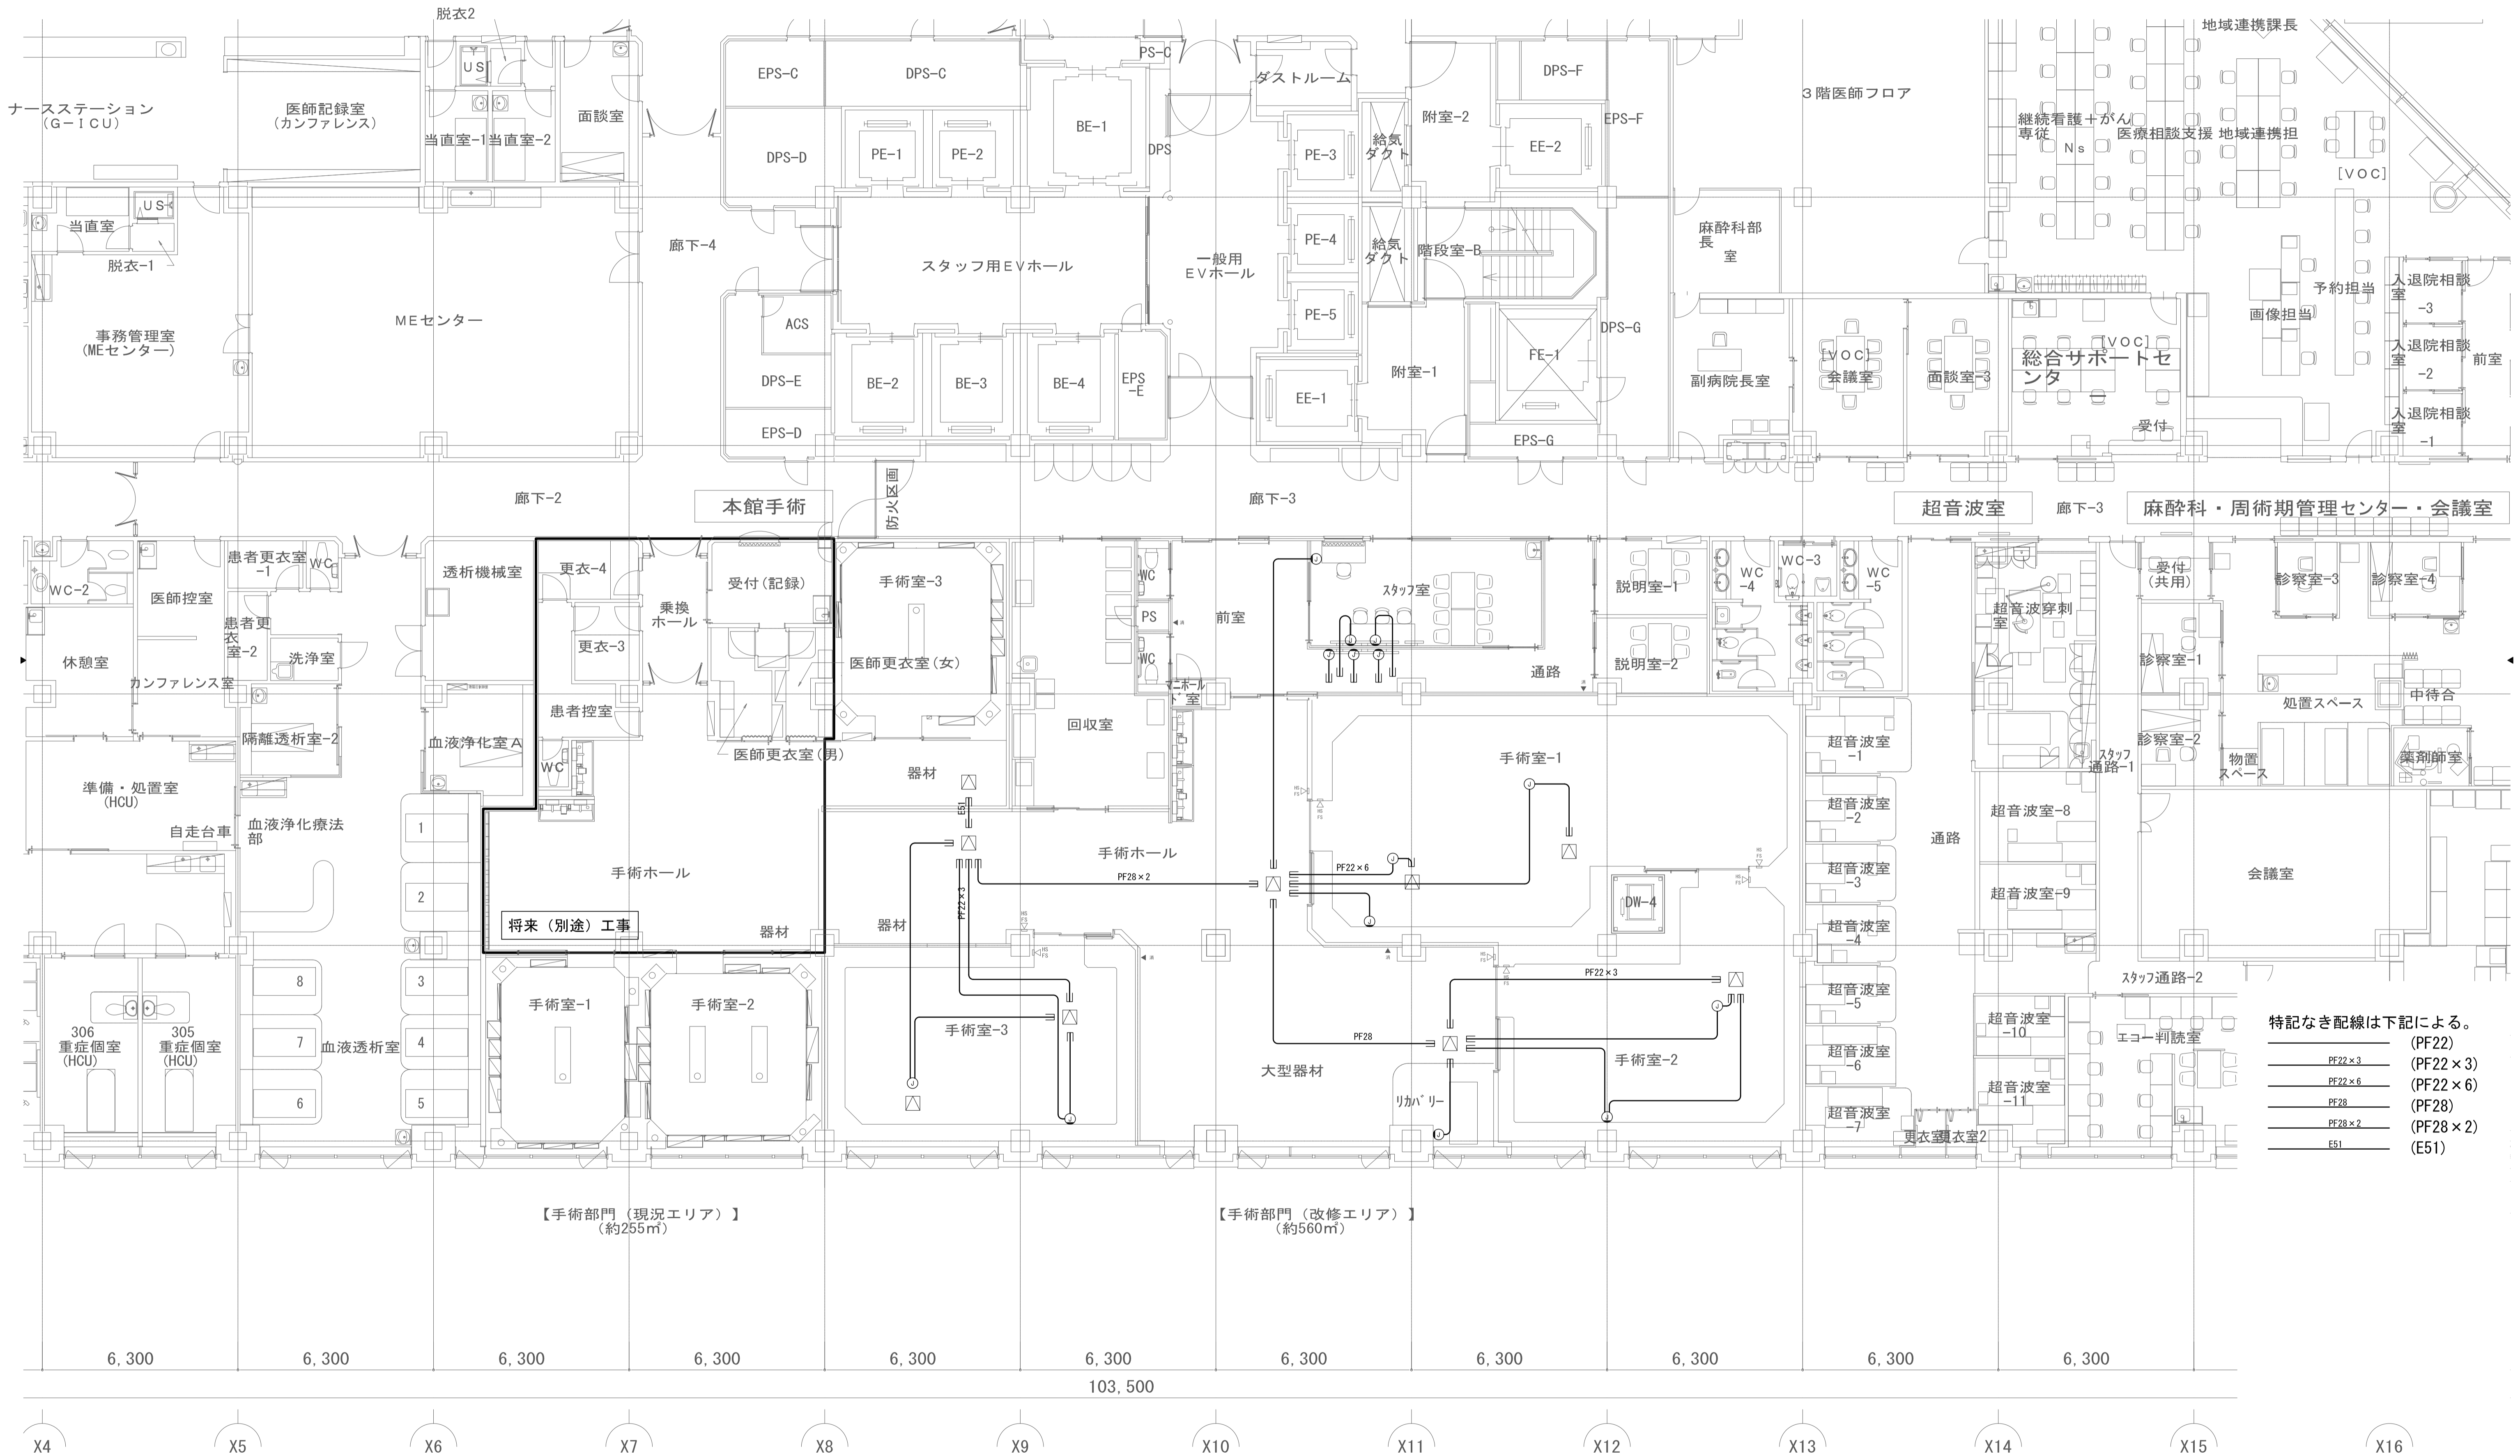 脱衣2
地域連携課長
US
PS-C
ナースステーション
(G-ICU)
医師記録室
(カンファレンス)
当直室-1
当直室-2
面談室
EPS-C
DPS-C
BE-1
ダストルーム
DPS-F
3階医師フロア
DPS-D
PE-1
PE-2
DPS
PE-3
給気
ダクト
附室-2
EE-2
EPS-F
継続看護+がん
専従
Ns
医療相談支援
地域連携担
[VOC]
US
当直室
脱衣-1
廊下-4
スタッフ用EVホール
一般用
EVホール
PE-4
給気
ダクト
階段室-B
麻酔科部
長
室
事務管理室
(MEセンター)
MEセンター
ACS
PE-5
DPS-G
予約担当
画像担当
入退院相談
室
-3
入退院相談
室
-2
前室
入退院相談
室
-1
DPS-E
BE-2
BE-3
BE-4
EPS
-E
EE-1
附室-1
FE-1
副病院長室
[VOC]
会議室
面談室-3
[VOC]
総合サポートセ
ンタ
受付
EPS-D
EPS-G
廊下-2
本館手術
防火区画
廊下-3
超音波室
廊下-3
麻酔科・周術期管理センター・会議室
WC-2
医師控室
患者更衣室
-1
WC
透析機械室
更衣-4
乗換
ホール
受付(記録)
手術室-3
WC
PS
WC
前室
スタッフ室
説明室-1
説明室-2
WC
-4
WC-3
WC
-5
超音波穿刺
室
受付
(共用)
診察室-3
診察室-4
患者更
衣
室-2
洗浄室
更衣-3
医師更衣室(女)
休憩室
カンファレンス室
マニホール
ド室
通路
診察室-1
処置スペース
中待合
隔離透析室-2
血液浄化室A
患者控室
WC
医師更衣室(男)
回収室
器材
手術室-1
超音波室
-1
スタッフ
通路-1
診察室-2
物置
スペース
薬剤師室
準備・処置室
(HCU)
自走台車
血液浄化療法
部
1
2
E51
手術ホール
手術ホール
HS
FS
HS
FS
HS
FS
HS
FS
超音波室
-2
超音波室
-3
超音波室
-4
通路
超音波室-8
超音波室-9
会議室
PF28×2
PF22×6
PF22×3
DW-4
将来(別途)工事
器材
器材
HS
FS
HS
FS
HS
FS
HS
FS
306
重症個室
(HCU)
305
重症個室
(HCU)
8
7
6
血液透析室
3
4
5
手術室-1
手術室-2
手術室-3
PF28
PF22×3
大型器材
リカバリー
手術室-2
超音波室
-5
超音波室
-6
超音波室
-7
超音波室
-10
超音波室
-11
更衣室1
更衣室2
スタッフ通路-2
エコー判読室
特記なき配線は下記による。
(PF22)
PF22×3 (PF22×3)
PF22×6 (PF22×6)
PF28 (PF28)
PF28×2 (PF28×2)
E51 (E51)
【手術部門(現況エリア)】
(約255㎡)
【手術部門(改修エリア)】
(約560㎡)
6,300 6,300 6,300 6,300 6,300 6,300 6,300 6,300 6,300 6,300 6,300
103,500
X4 X5 X6 X7 X8 X9 X10 X11 X12 X13 X14 X15 X16